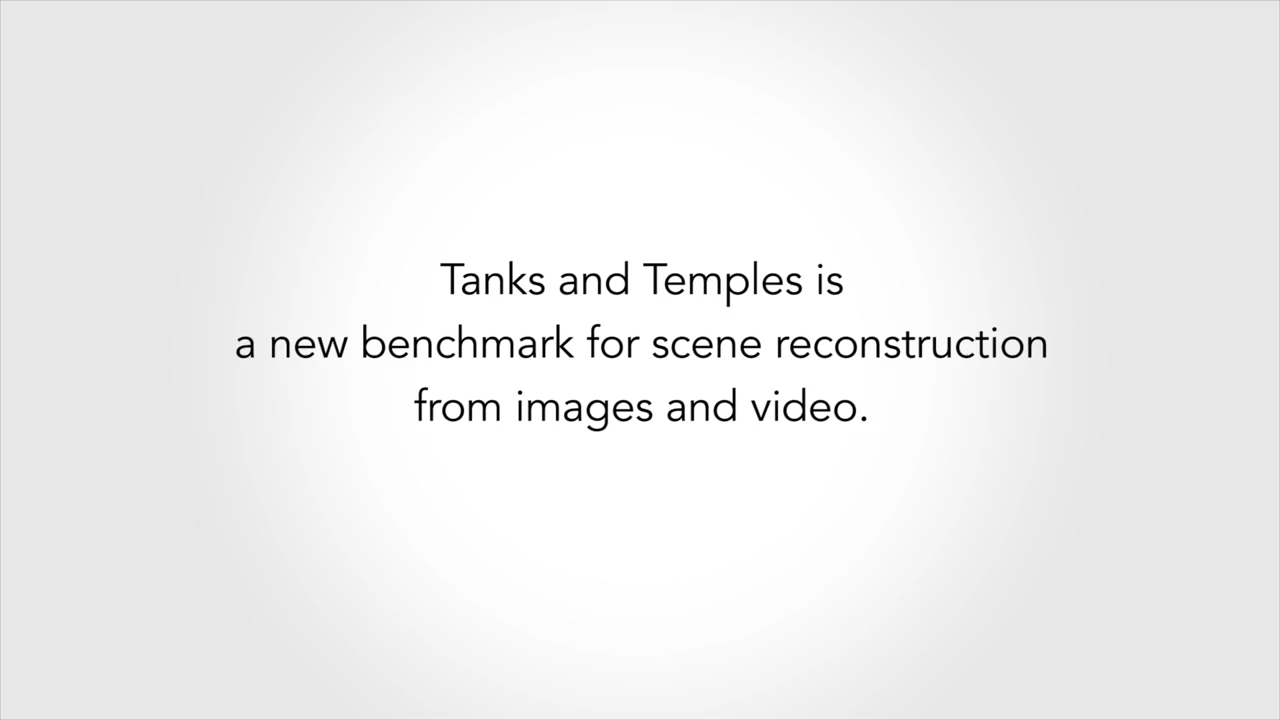 Tanks and Temples is
a new benchmark for scene reconstruction
from images and video.